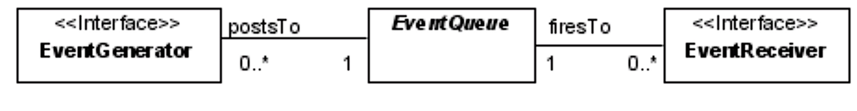 <<Interface>>
EventGenerator
postsTo
0..* 1
EventQueue
firesTo
1 0..*
<<Interface>>
EventReceiver